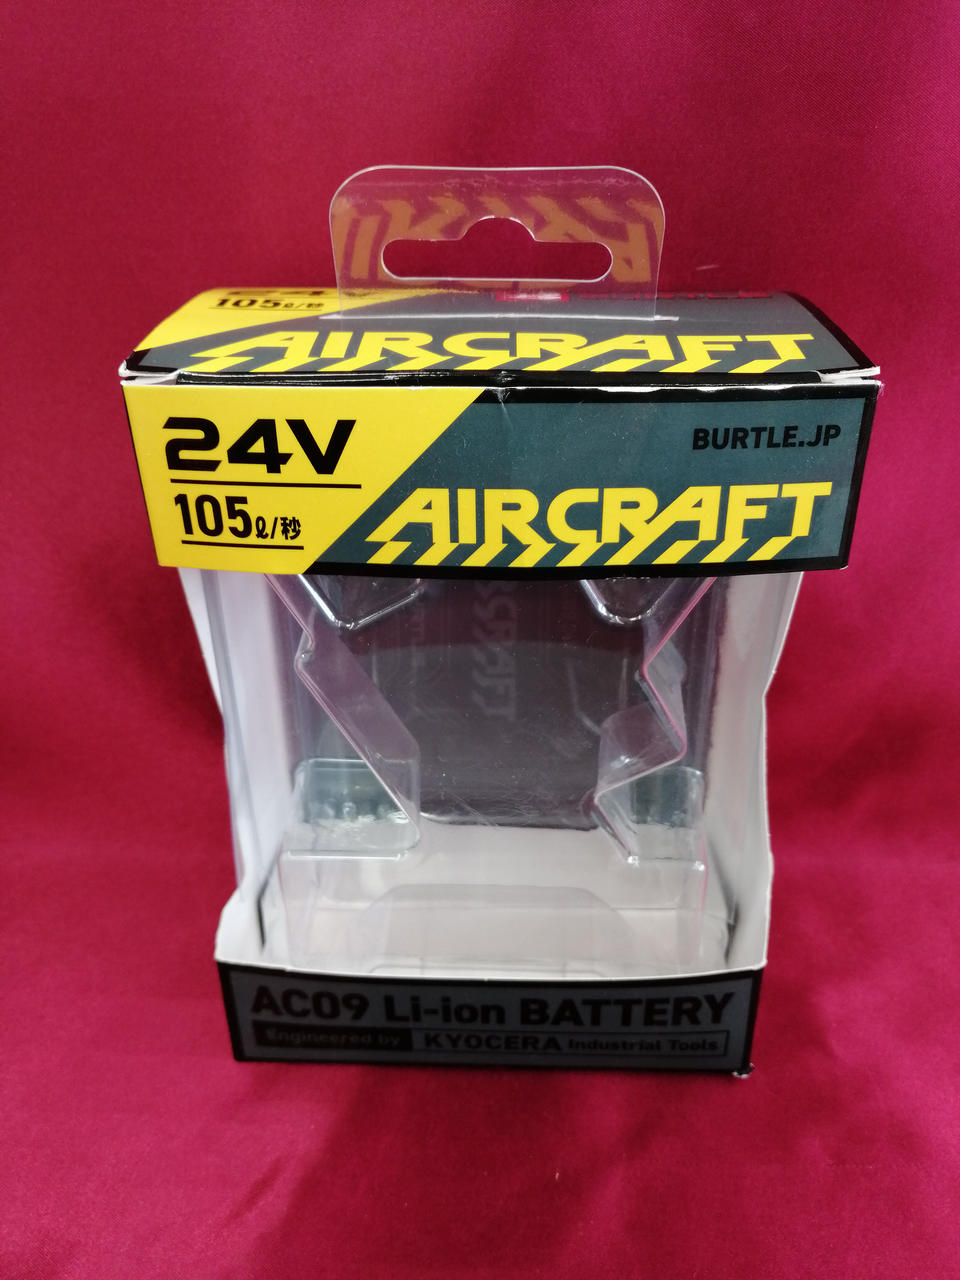 105ℓ/秒
AIRCRAFT
24V
105ℓ/秒
BURTLE.JP
AIRCRAFT
AC09 Li-ion BATTERY
Engineered by KYOCERA Industrial Tools